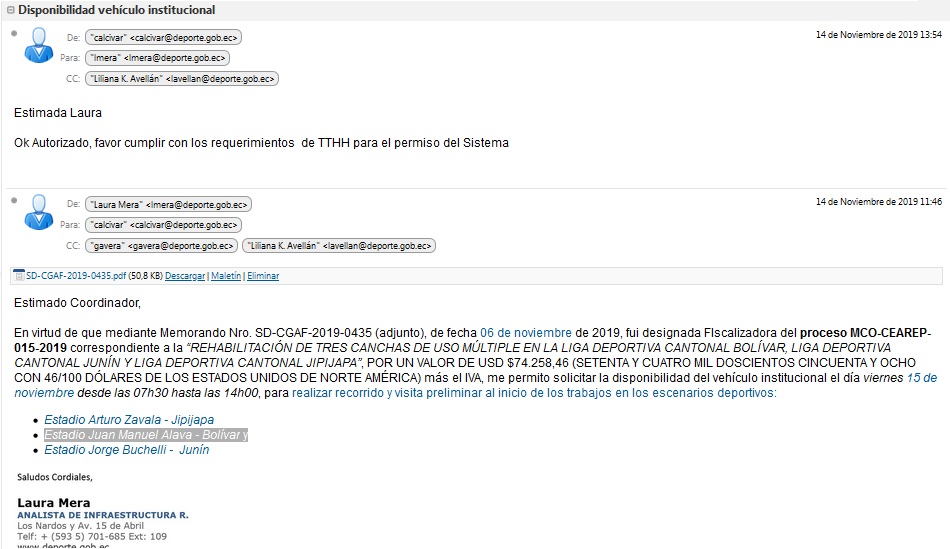 Disponibilidad vehículo institucional
De: "calcivar" <calcivar@deporte.gob.ec>
14 de Noviembre de 2019 13:54
Para: "lmera" <lmera@deporte.gob.ec>
CC: "Liliana K. Avellán" <lavellan@deporte.gob.ec>
Estimada Laura
Ok Autorizado, favor cumplir con los requerimientos de TTHH para el permiso del Sistema
De: "Laura Mera" <lmera@deporte.gob.ec>
14 de Noviembre de 2019 11:46
Para: "calcivar" <calcivar@deporte.gob.ec>
CC: "gavera" <gavera@deporte.gob.ec> "Liliana K. Avellán" <lavellan@deporte.gob.ec>
SD-CGAF-2019-0435.pdf (50,8 KB) Descargar | Maletín | Eliminar
Estimado Coordinador,
En virtud de que mediante Memorando Nro. SD-CGAF-2019-0435 (adjunto), de fecha 06 de noviembre de 2019, fui designada FIscalizadora del proceso MCO-CEAREP-
015-2019 correspondiente a la "REHABILITACIÓN DE TRES CANCHAS DE USO MÚLTIPLE EN LA LIGA DEPORTIVA CANTONAL BOLÍVAR, LIGA DEPORTIVA
CANTONAL JUNÍN Y LIGA DEPORTIVA CANTONAL JIPIJAPA", POR UN VALOR DE USD $74.258,46 (SETENTA Y CUATRO MIL DOSCIENTOS CINCUENTA Y OCHO
CON 46/100 DÓLARES DE LOS ESTADOS UNIDOS DE NORTE AMÉRICA) más el IVA, me permito solicitar la disponibilidad del vehículo institucional el día viernes 15 de
noviembre desde las 07h30 hasta las 14h00, para realizar recorrido y visita preliminar al inicio de los trabajos en los escenarios deportivos:
• Estadio Arturo Zavala - Jipijapa
• Estadio Juan Manuel Alava - Bolívar y
• Estadio Jorge Buchelli - Junín
Saludos Cordiales,
Laura Mera
ANALISTA DE INFRAESTRUCTURA R.
Los Nardos y Av. 15 de Abril
Telf: + (593 5) 701-685 Ext: 109
www.deporte.gob.ec